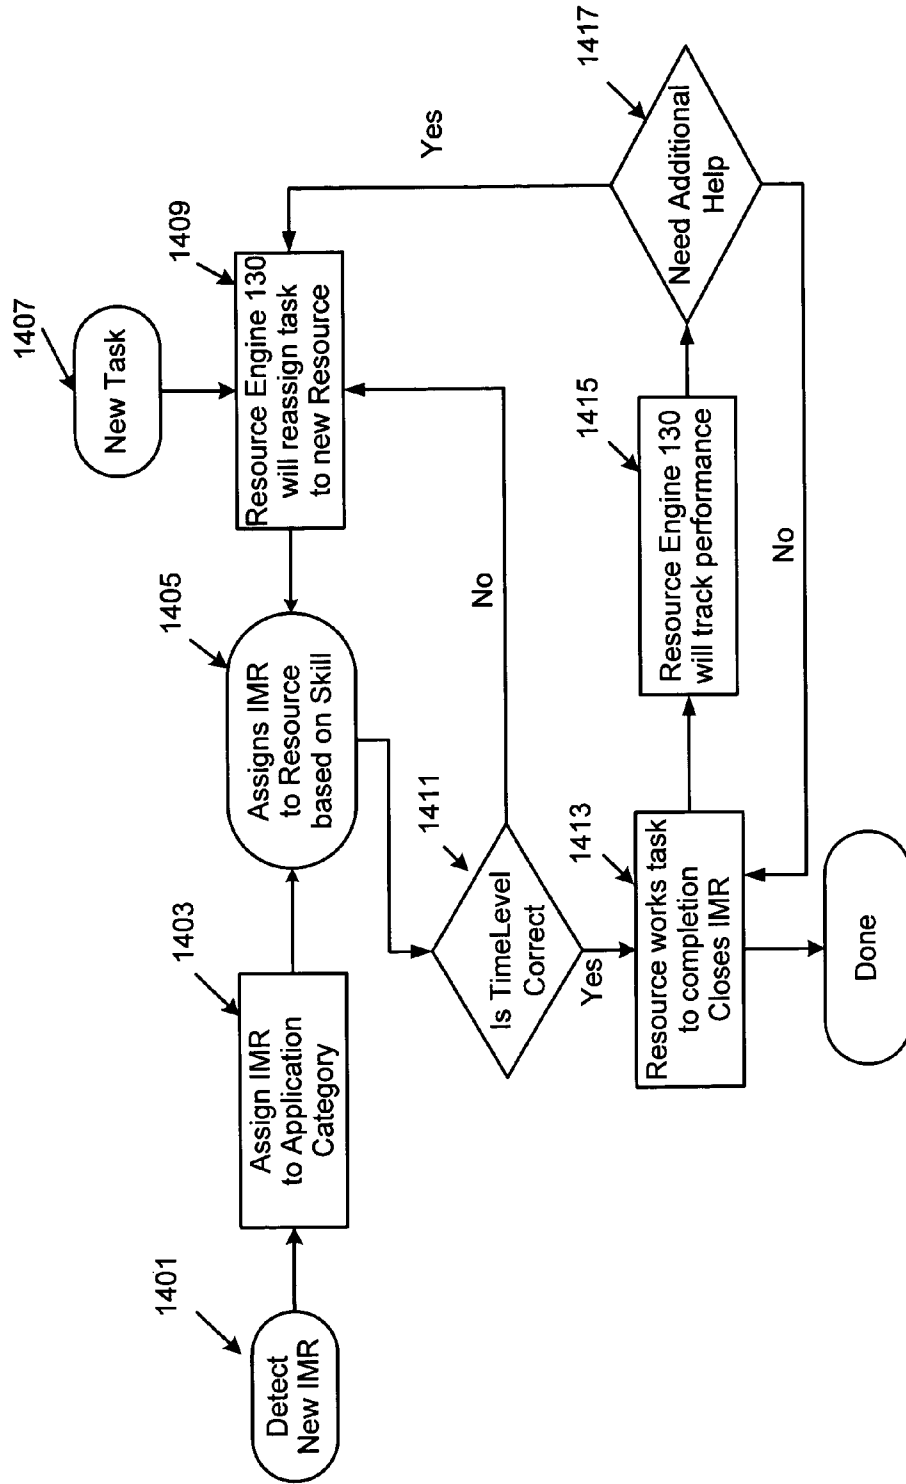 1401
Detect
New IMR
1403
Assign IMR
to Application
Category
1405
Assigns IMR
to Resource
based on Skill
1407
New Task
1409
Resource Engine 130
will reassign task
to new Resource
1411
Is TimeLevel
Correct
No
Yes
1413
Resource works task
to completion
Closes IMR
1415
Resource Engine 130
will track performance
1417
Need Additional
Help
Yes
No
Done